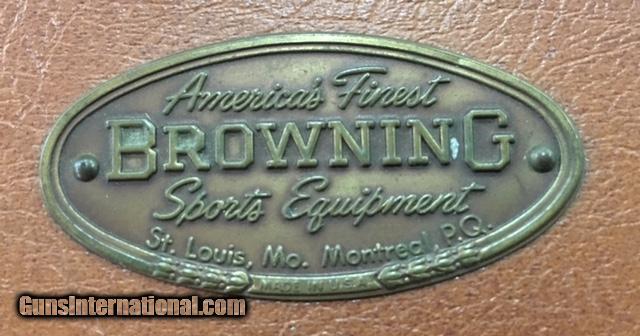 America's Finest
BROWNING
Sports Equipment
St. Louis, Mo. Montreal, P.Q.
MADE IN U.S.A.
GunsInternational.com